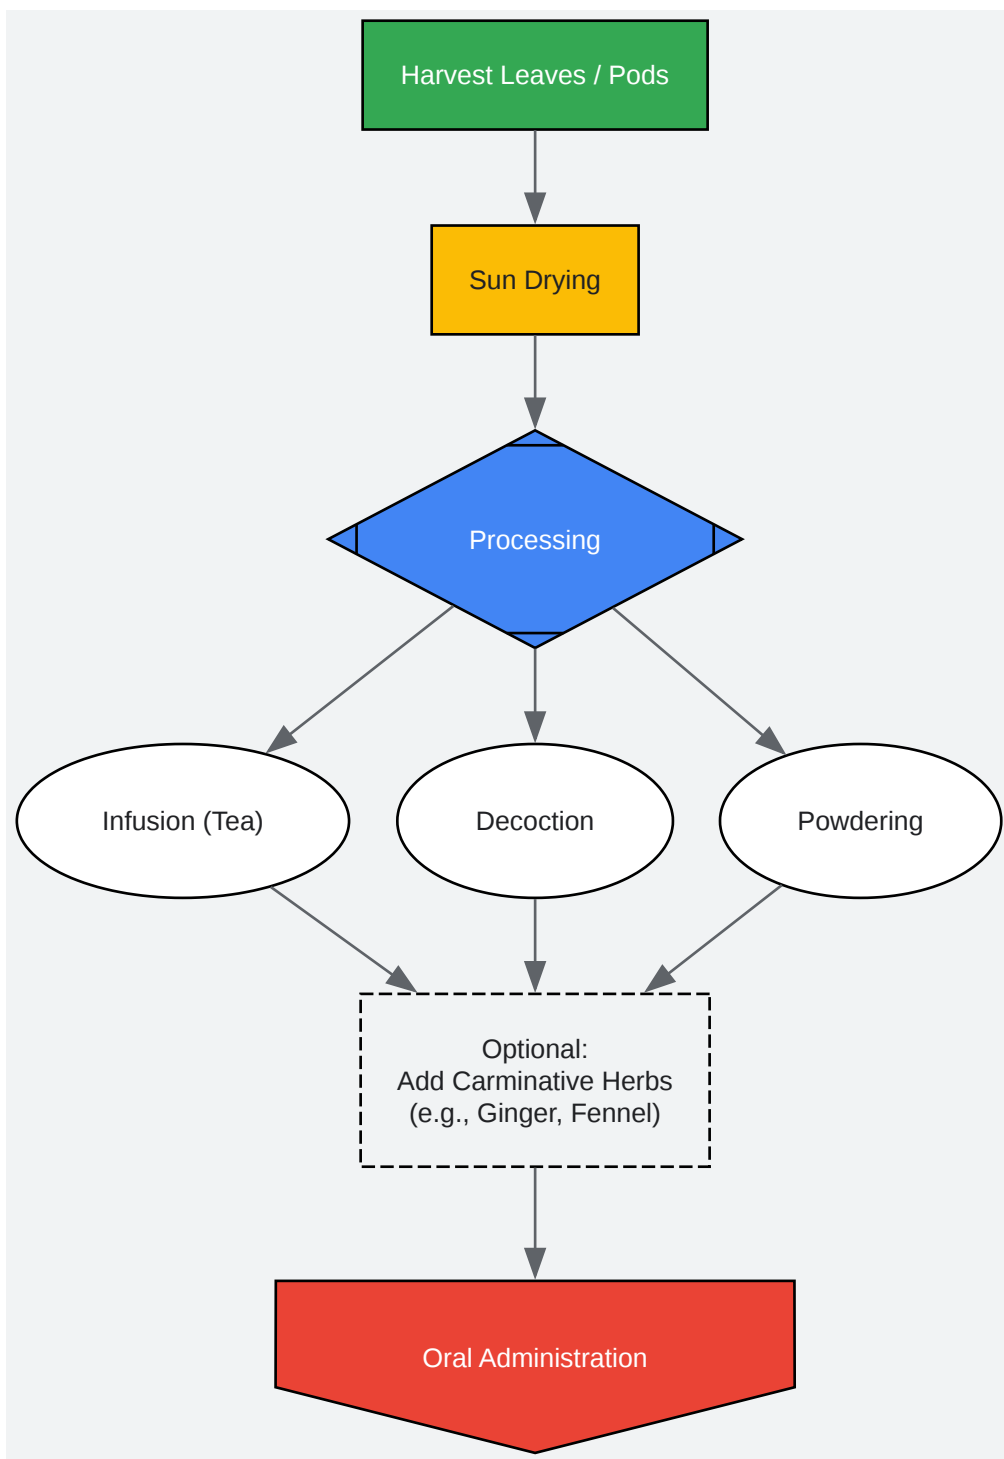 Harvest Leaves / Pods
Sun Drying
Processing
Infusion (Tea)
Decoction
Powdering
Optional:
Add Carminative Herbs
(e.g., Ginger, Fennel)
Oral Administration